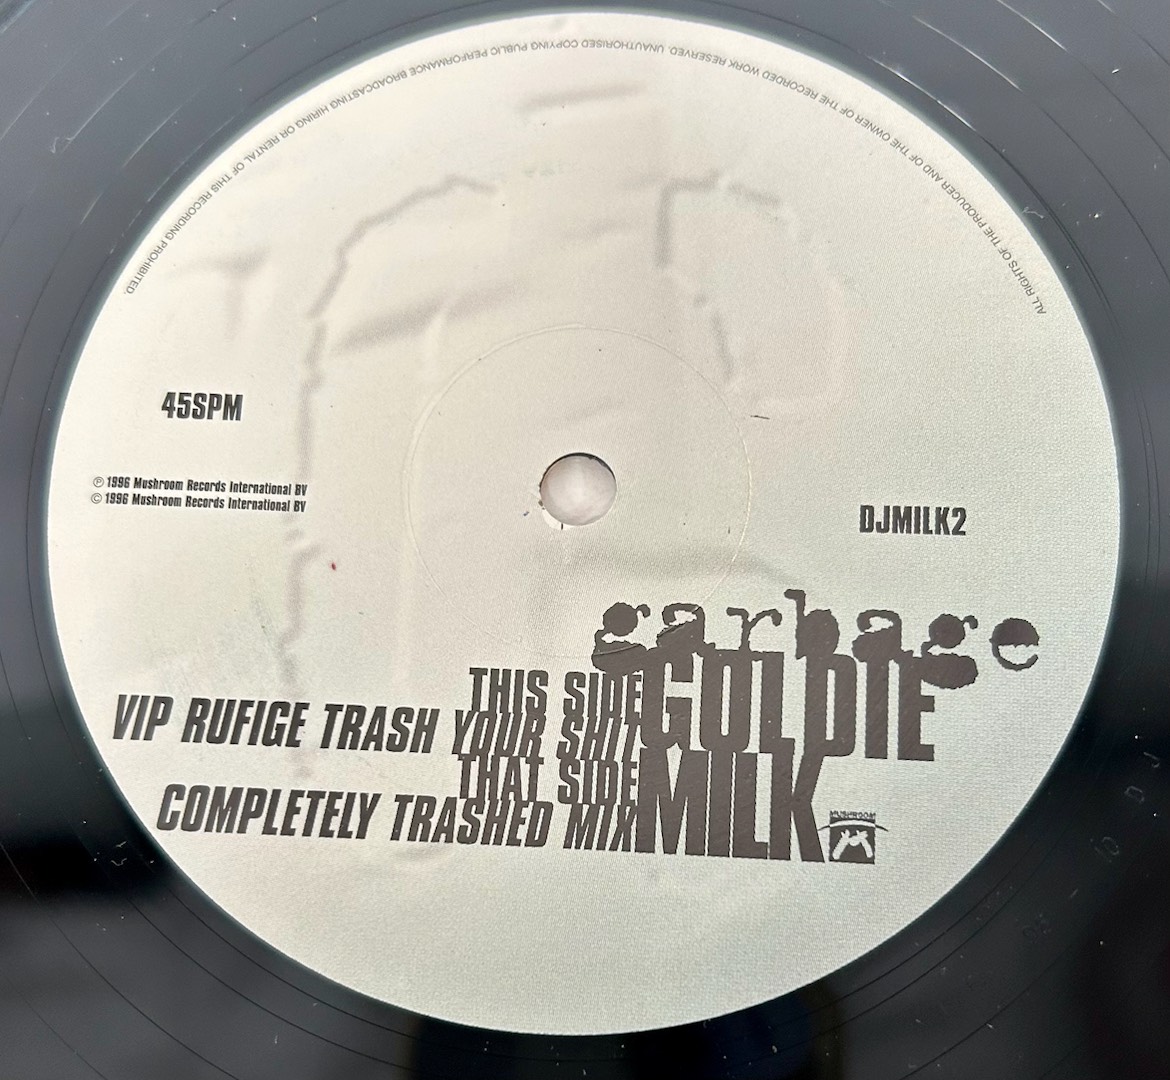 ALL RIGHTS OF THE PRODUCER AND OF THE OWNER OF THE RECORDED WORK RESERVED. UNAUTHORISED COPYING PUBLIC PERFORMANCE BROADCASTING HIRING OR RENTAL OF THIS RECORDING PROHIBITED.
45SPM
℗ 1996 Mushroom Records International BV
© 1996 Mushroom Records International BV
DJMILK2
garbage
THIS SIDE GOLDIE
VIP RUFIGE TRASH YOUR SHIT
THAT SIDE MILK
COMPLETELY TRASHED MIX
MUSHROOM